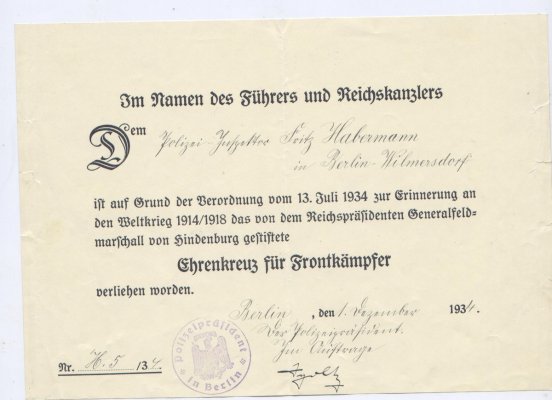 Im Namen des Führers und Reichskanzlers
Dem Polizei-Inspektor Fritz Habermann
in Berlin-Wilmersdorf
ist auf Grund der Verordnung vom 13. Juli 1934 zur Erinnerung an
den Weltkrieg 1914/1918 das von dem Reichspräsidenten Generalfeld-
marschall von Hindenburg gestiftete
Ehrenkreuz für Frontkämpfer
verliehen worden.
Berlin, den 1. Dezember 1934.
Der Polizeipräsident.
Im Auftrage
Nr. H. 5 134.
Polizeipräsident
in Berlin